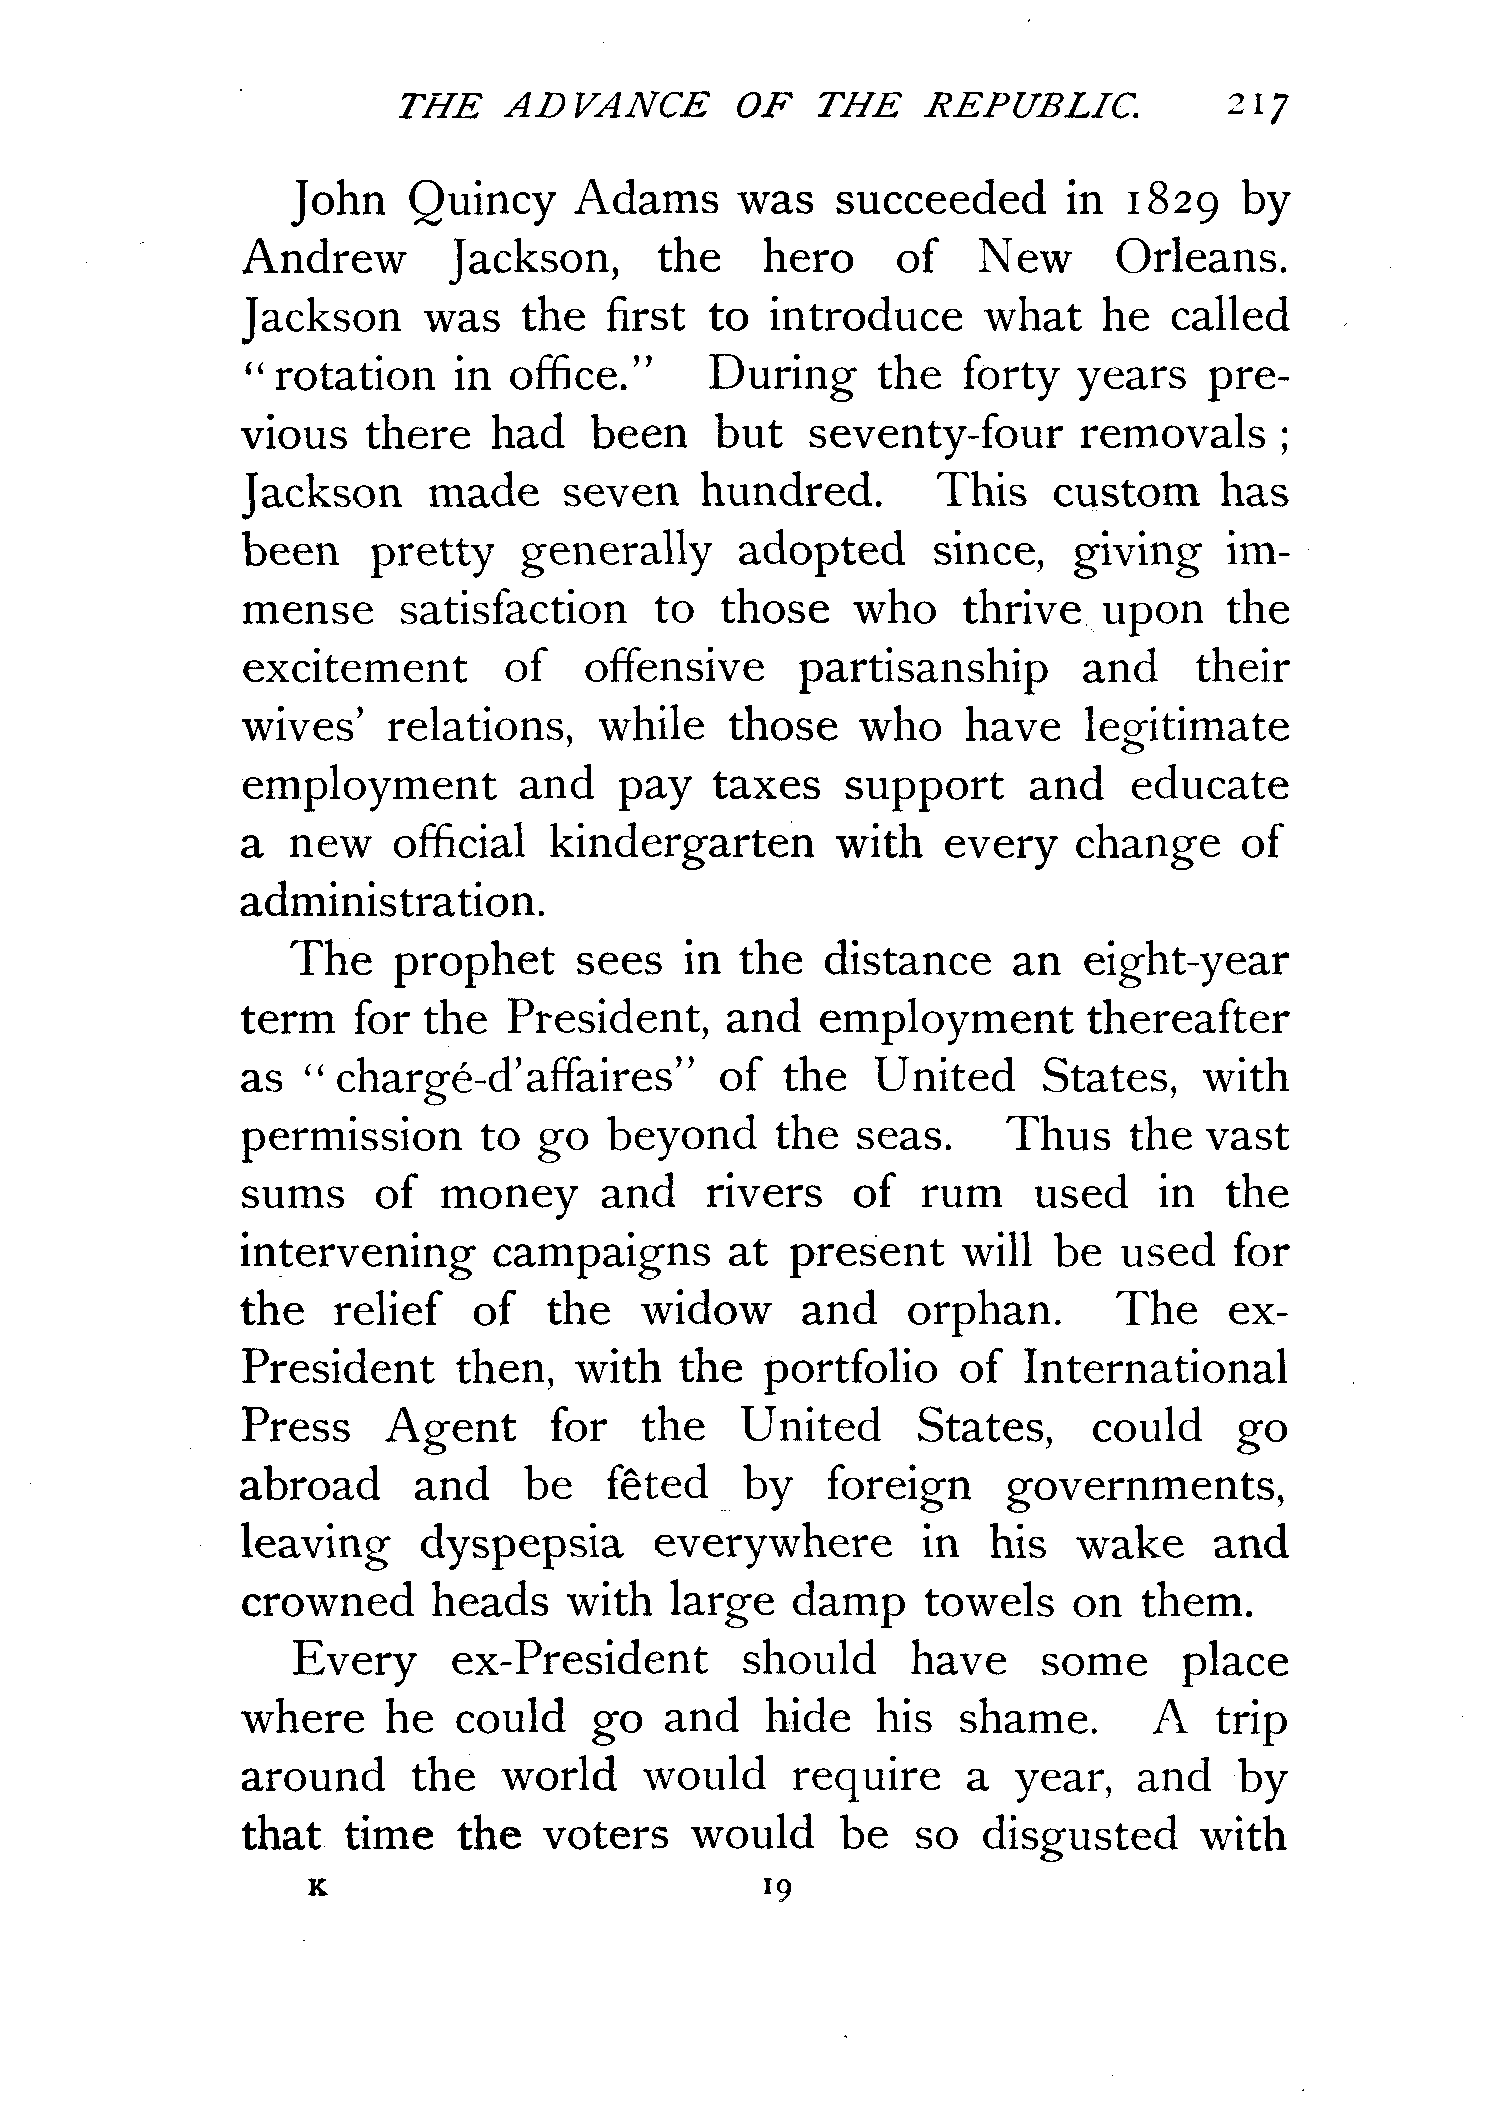 THE ADVANCE OF THE REPUBLIC. 217
John Quincy Adams was succeeded in 1829 by
Andrew Jackson, the hero of New Orleans.
Jackson was the first to introduce what he called
“rotation in office.” During the forty years pre-
vious there had been but seventy-four removals ;
Jackson made seven hundred. This custom has
been pretty generally adopted since, giving im-
mense satisfaction to those who thrive upon the
excitement of offensive partisanship and their
wives’ relations, while those who have legitimate
employment and pay taxes support and educate
a new official kindergarten with every change of
administration.
The prophet sees in the distance an eight-year
term for the President, and employment thereafter
as “chargé-d’affaires” of the United States, with
permission to go beyond the seas. Thus the vast
sums of money and rivers of rum used in the
intervening campaigns at present will be used for
the relief of the widow and orphan. The ex-
President then, with the portfolio of International
Press Agent for the United States, could go
abroad and be fêted by foreign governments,
leaving dyspepsia everywhere in his wake and
crowned heads with large damp towels on them.
Every ex-President should have some place
where he could go and hide his shame. A trip
around the world would require a year, and by
that time the voters would be so disgusted with
K 19